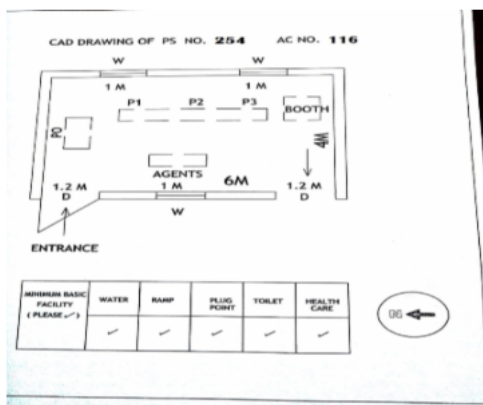 CAD DRAWING OF PS NO. 254 AC NO. 116
W W
1 M 1 M
P1 P2 P3 BOOTH
PO
4M
AGENTS
1.2 M 1 M 6M 1.2 M
D D
W
ENTRANCE
MINIMUM BASIC FACILITY (PLEASE ✓) WATER RAMP PLUG POINT TOILET HEALTH CARE
✓ ✓ ✓ ✓ ✓